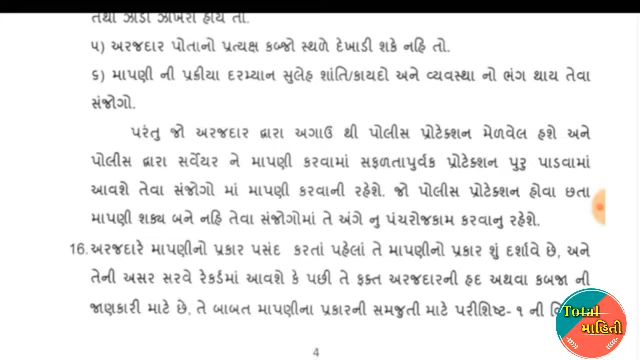 તથા ઝાડી ઝાંખરા હોય તો.
૫) અરજદાર પોતાનો પ્રત્યક્ષ કબ્જો સ્થળે દેખાડી શકે નહિ તો.
૬) માપણી ની પ્રકીયા દરમ્યાન સુલેહ શાંતિ/કાયદો અને વ્યવસ્થા નો ભંગ થાય તેવા
સંજોગો.
પરંતુ જો અરજદાર દ્વારા અગાઉ થી પોલીસ પ્રોટેક્શન મેળવેલ હશે અને
પોલીસ દ્વારા સર્વેયર ને માપણી કરવામાં સફળતાપુર્વક પ્રોટેક્શન પુરુ પાડવામાં
આવશે તેવા સંજોગો માં માપણી કરવાની રહેશે. જો પોલીસ પ્રોટેક્શન હોવા છતા
માપણી શક્ય બને નહિ તેવા સંજોગોમાં તે અંગે નુ પંચરોજકામ કરવાનુ રહેશે.
16. અરજદારે માપણીનો પ્રકાર પસંદ કરતાં પહેલાં તે માપણીનો પ્રકાર શું દર્શાવે છે, અને
તેની અસર સરવે રેકર્ડમાં આવશે કે પછી તે ફક્ત અરજદારની હદ અથવા કબજા ની
જાણકારી માટે છે, તે બાબત માપણીના પ્રકારની સમજુતી માટે પરીશિષ્ટ- ૧ ની
Total
માહિતી
4